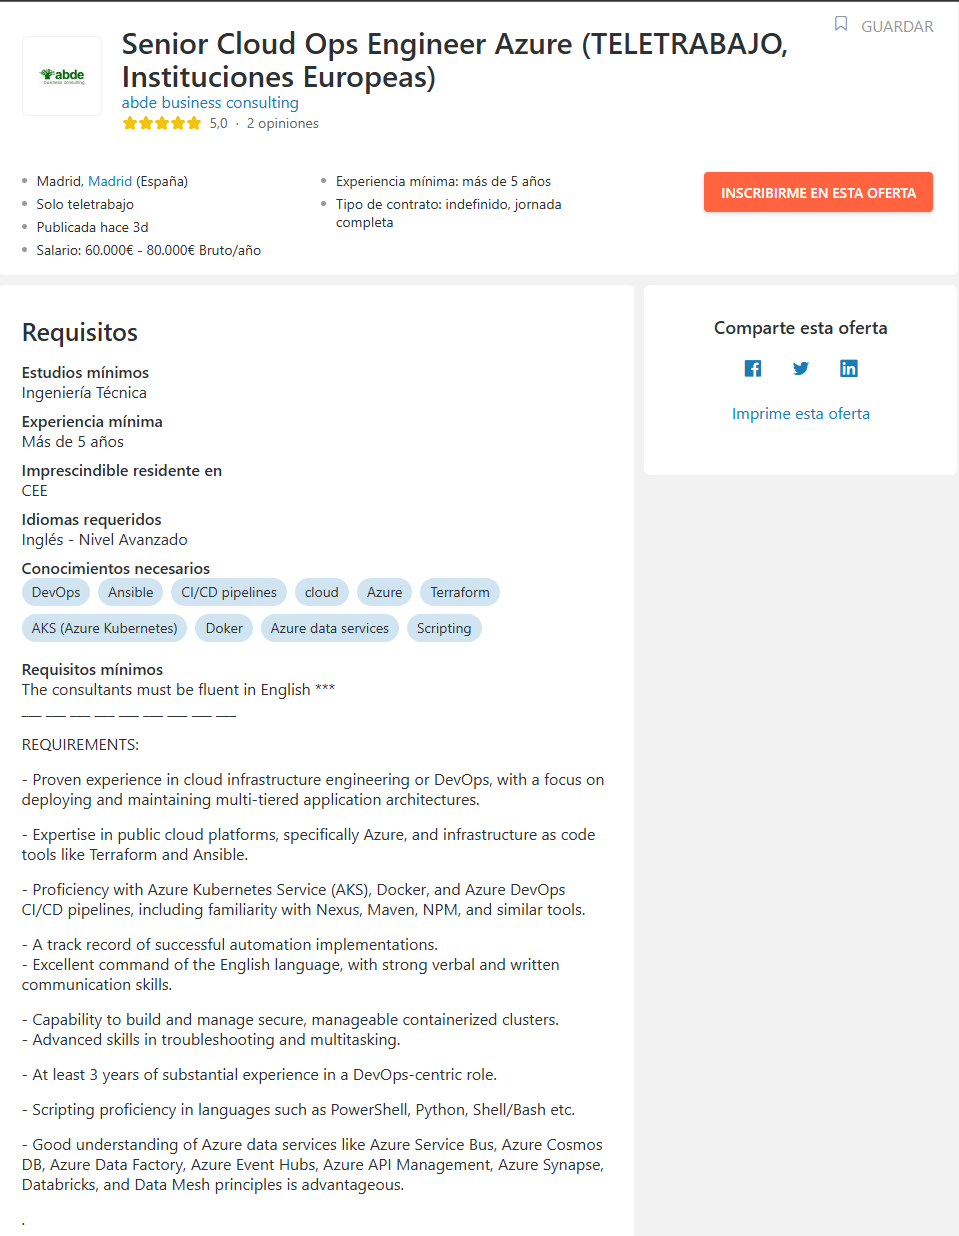 GUARDAR
Senior Cloud Ops Engineer Azure (TELETRABAJO,
Instituciones Europeas)
abde
business consulting
abde business consulting
5,0 · 2 opiniones
Madrid, Madrid (España)
Solo teletrabajo
Publicada hace 3d
Salario: 60.000€ - 80.000€ Bruto/año
Experiencia mínima: más de 5 años
Tipo de contrato: indefinido, jornada
completa
INSCRIBIRME EN ESTA OFERTA
Requisitos
Estudios mínimos
Ingeniería Técnica
Experiencia mínima
Más de 5 años
Imprescindible residente en
CEE
Idiomas requeridos
Inglés - Nivel Avanzado
Conocimientos necesarios
DevOps Ansible CI/CD pipelines cloud Azure Terraform
AKS (Azure Kubernetes) Doker Azure data services Scripting
Requisitos mínimos
The consultants must be fluent in English ***
___ ___ ___ ___ ___ ___ ___ ___ ___
REQUIREMENTS:
- Proven experience in cloud infrastructure engineering or DevOps, with a focus on
deploying and maintaining multi-tiered application architectures.
- Expertise in public cloud platforms, specifically Azure, and infrastructure as code
tools like Terraform and Ansible.
- Proficiency with Azure Kubernetes Service (AKS), Docker, and Azure DevOps
CI/CD pipelines, including familiarity with Nexus, Maven, NPM, and similar tools.
- A track record of successful automation implementations.
- Excellent command of the English language, with strong verbal and written
communication skills.
- Capability to build and manage secure, manageable containerized clusters.
- Advanced skills in troubleshooting and multitasking.
- At least 3 years of substantial experience in a DevOps-centric role.
- Scripting proficiency in languages such as PowerShell, Python, Shell/Bash etc.
- Good understanding of Azure data services like Azure Service Bus, Azure Cosmos
DB, Azure Data Factory, Azure Event Hubs, Azure API Management, Azure Synapse,
Databricks, and Data Mesh principles is advantageous.
.
Comparte esta oferta
Imprime esta oferta